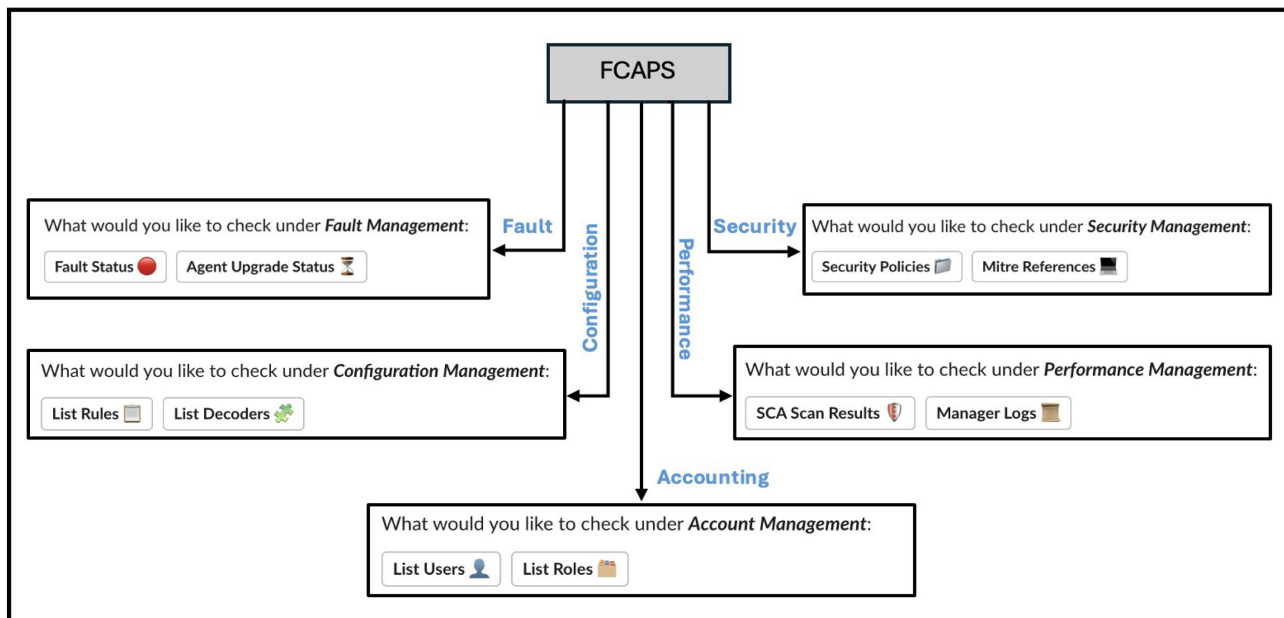 FCAPS
Fault
What would you like to check under Fault Management:
Fault Status Agent Upgrade Status
Security
What would you like to check under Security Management:
Security Policies Mitre References
Configuration
What would you like to check under Configuration Management:
List Rules List Decoders
Performance
What would you like to check under Performance Management:
SCA Scan Results Manager Logs
Accounting
What would you like to check under Account Management:
List Users List Roles